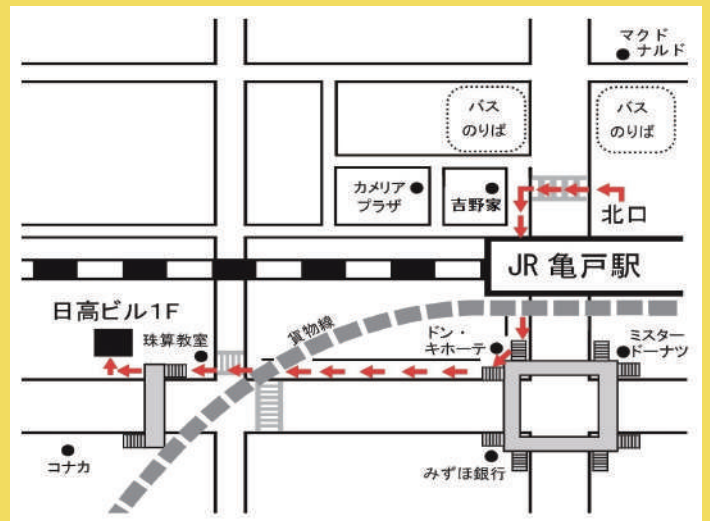 マクド
ナルド
バス
のりば
バス
のりば
カメリア
プラザ
吉野家
北口
JR 亀戸駅
日高ビル1F
珠算教室
貨物線
ドン・
キホーテ
ミスター
ドーナツ
コナカ
みずほ銀行